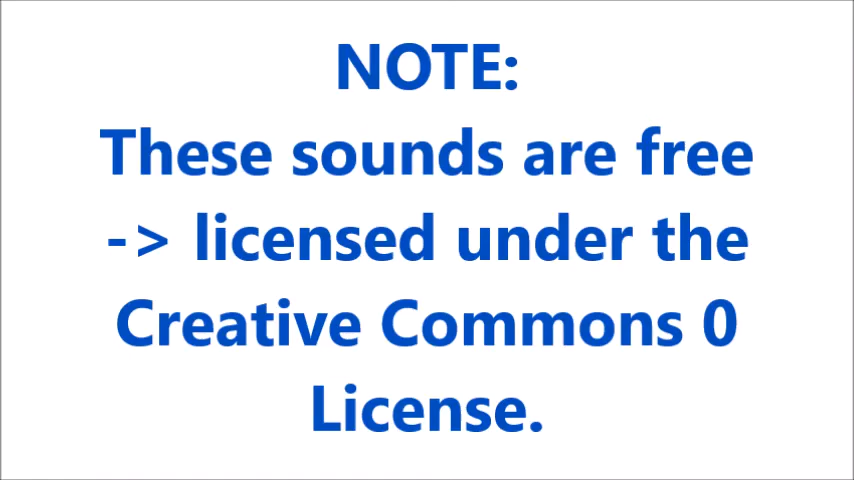 NOTE:
These sounds are free
-> licensed under the
Creative Commons 0
License.